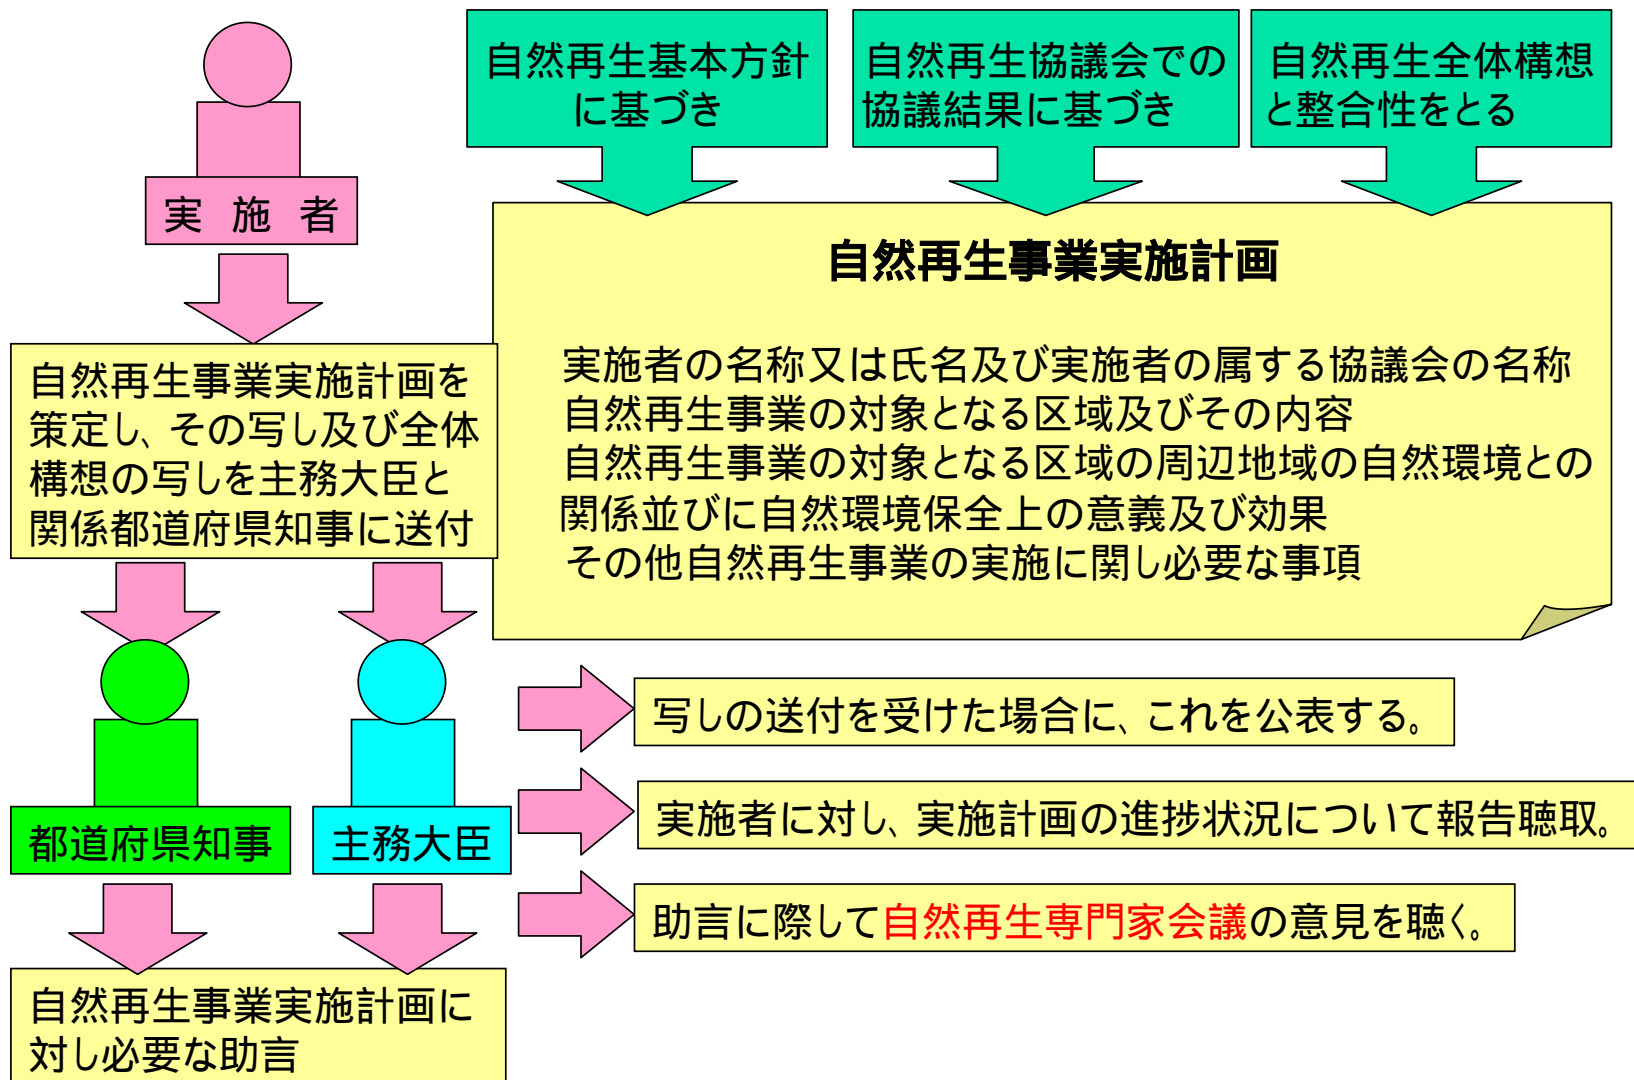 自然再生基本方針
に基づき
自然再生協議会での
協議結果に基づき
自然再生全体構想
と整合性をとる
実 施 者
自然再生事業実施計画
実施者の名称又は氏名及び実施者の属する協議会の名称
自然再生事業の対象となる区域及びその内容
自然再生事業の対象となる区域の周辺地域の自然環境との
関係並びに自然環境保全上の意義及び効果
その他自然再生事業の実施に関し必要な事項
自然再生事業実施計画を
策定し、その写し及び全体
構想の写しを主務大臣と
関係都道府県知事に送付
都道府県知事
主務大臣
写しの送付を受けた場合に、これを公表する。
実施者に対し、実施計画の進捗状況について報告聴取。
助言に際して自然再生専門家会議の意見を聴く。
自然再生事業実施計画に
対し必要な助言